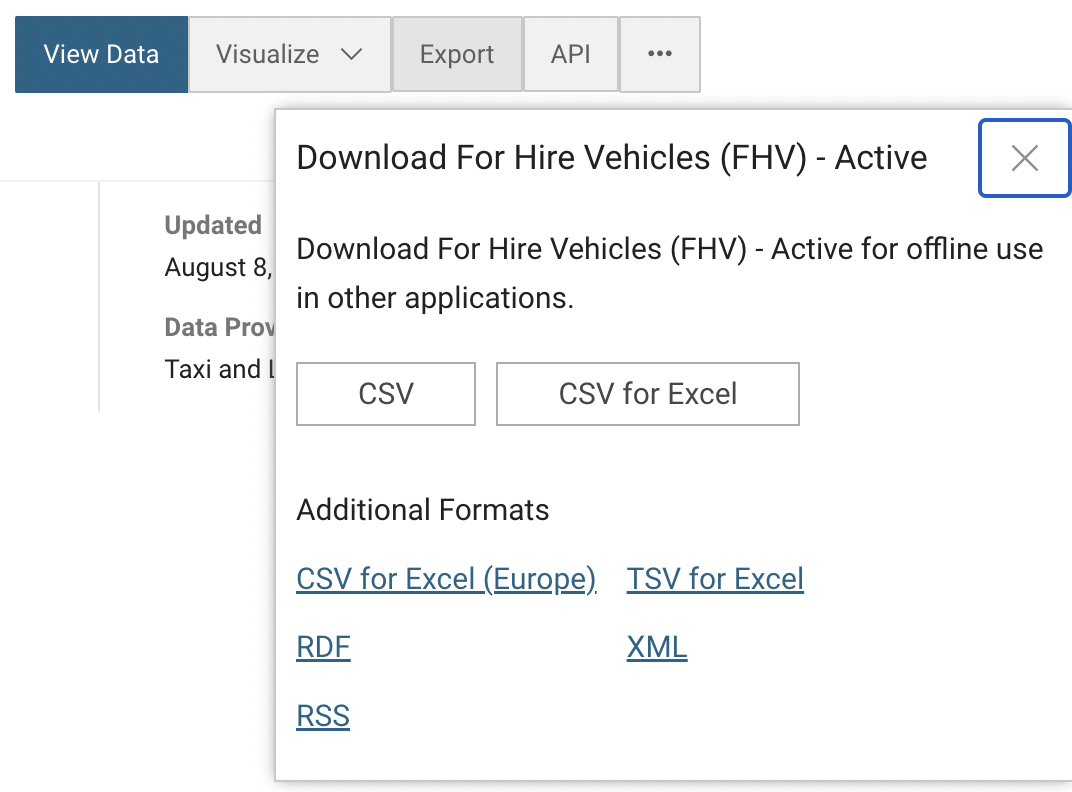 View Data Visualize Export API •••
Download For Hire Vehicles (FHV) - Active
Updated
Download For Hire Vehicles (FHV) - Active for offline use
August 8,
in other applications.
Data
Taxi and
CSV CSV for Excel
Additional Formats
CSV for Excel (Europe) TSV for Excel
RDF XML
RSS